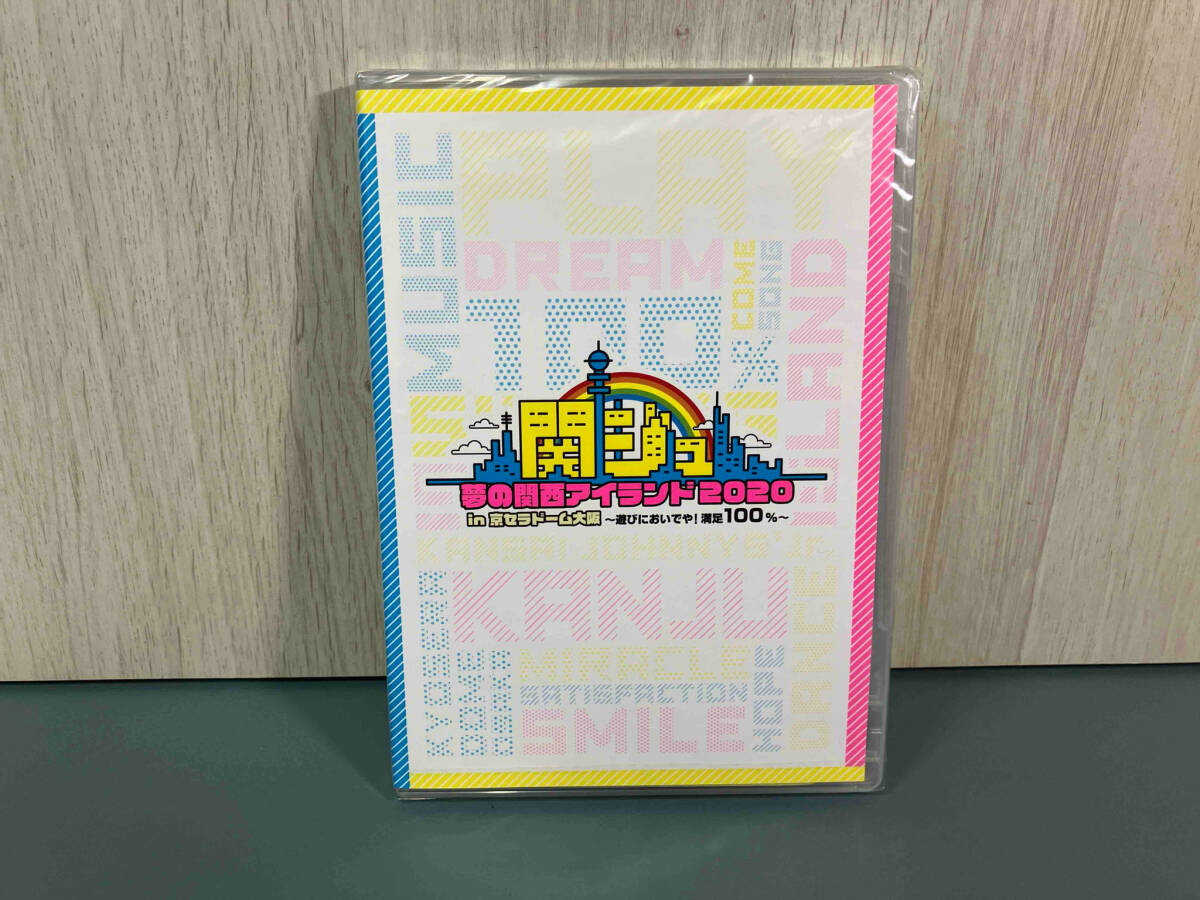 MUSIC
PLAY
DREAM
COME
SONG
100%
ISLAND
関ジュ
夢の関西アイランド2020
in 京セラドーム大阪 ～遊びにおいでや!満足100%～
KANSAI JOHNNYS'Jr.
KANJU
DANCE
KYOCERA
DOME
MIRACLE
SATISFACTION
SMILE
HOPE